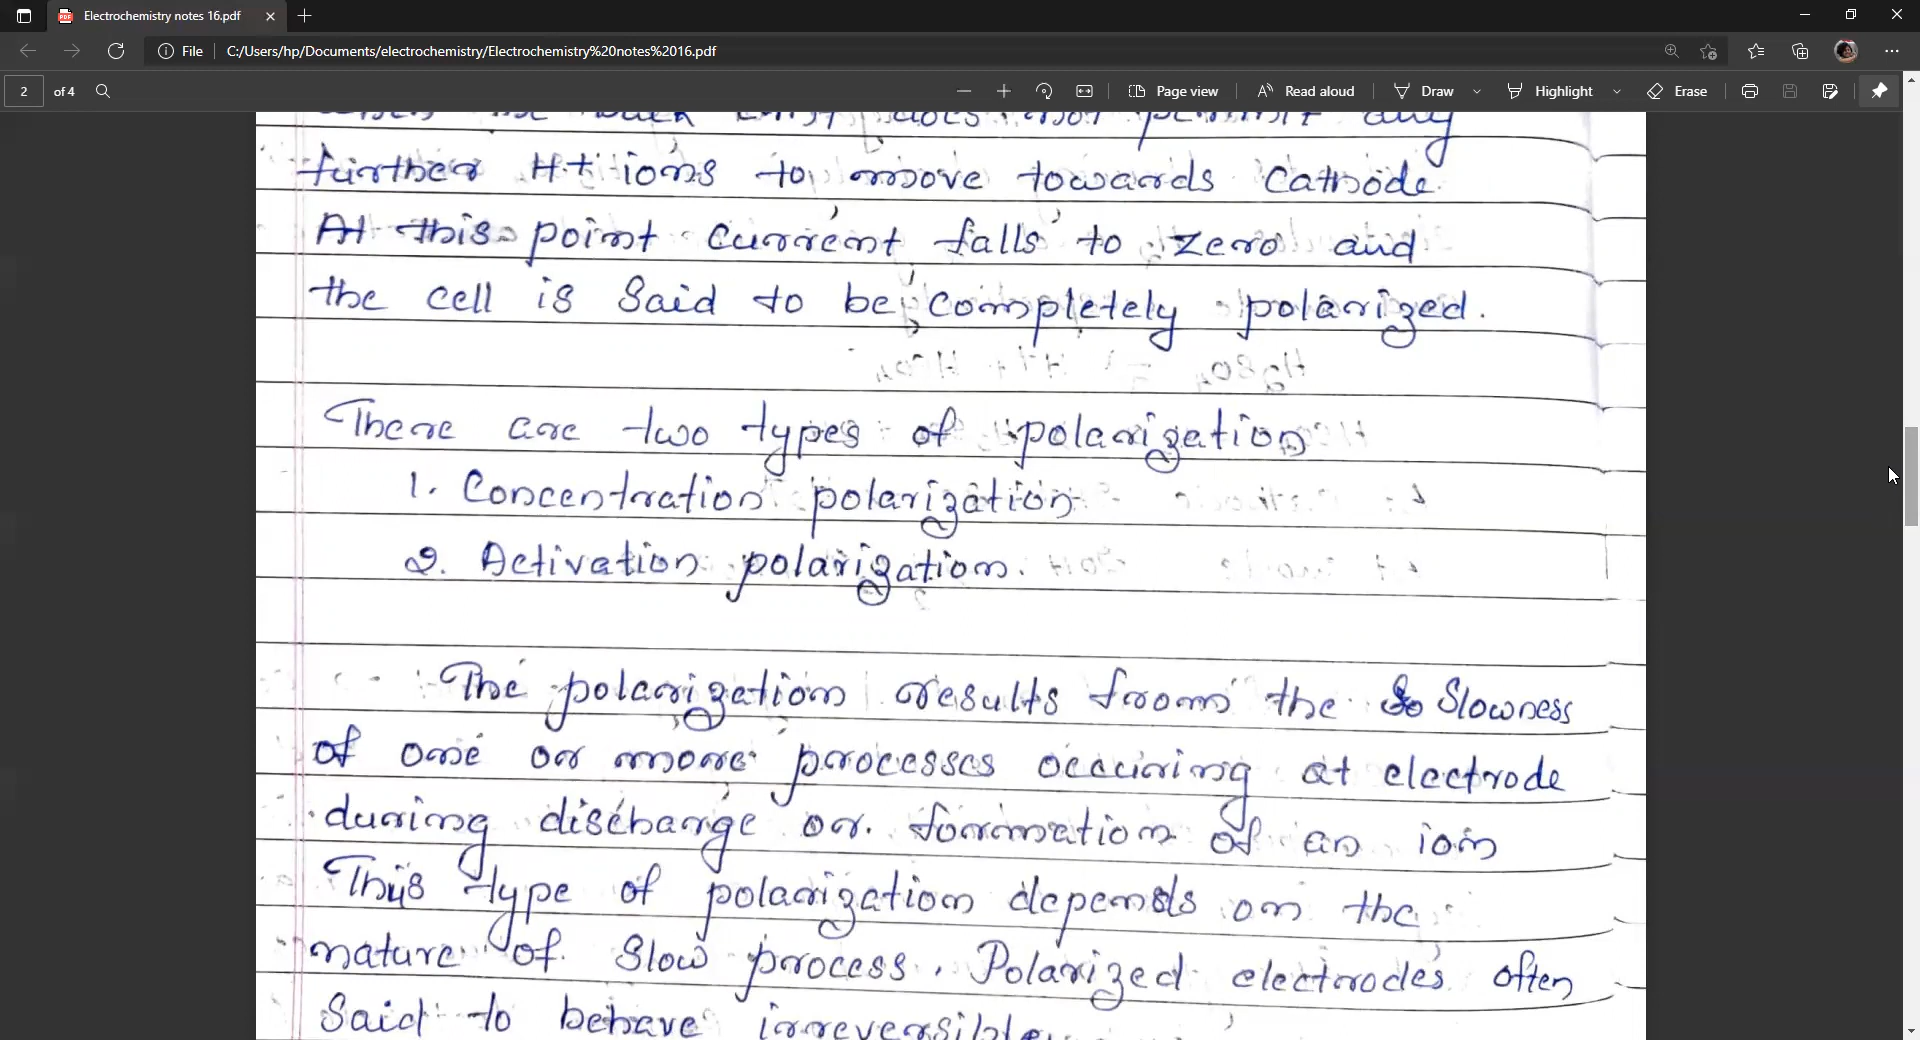 Electrochemistry notes 16.pdf
File C:/Users/hp/Documents/electrochemistry/Electrochemistry%20notes%2016.pdf
2 of 4 Page view Read aloud Draw Highlight Erase
further H+ ions to move towards cathode.
At this point current falls to zero and
the cell is Said to be completely polarized.
There are two types of polarization
1. Concentration polarization
2. Activation polarization.
The polarization results from the So Slowness
of one or more processes occuring at electrode
during discharge or formation of an ion
This type of polarization depends on the
nature of Slow process. Polarized electrodes often
Said to behave irreversible